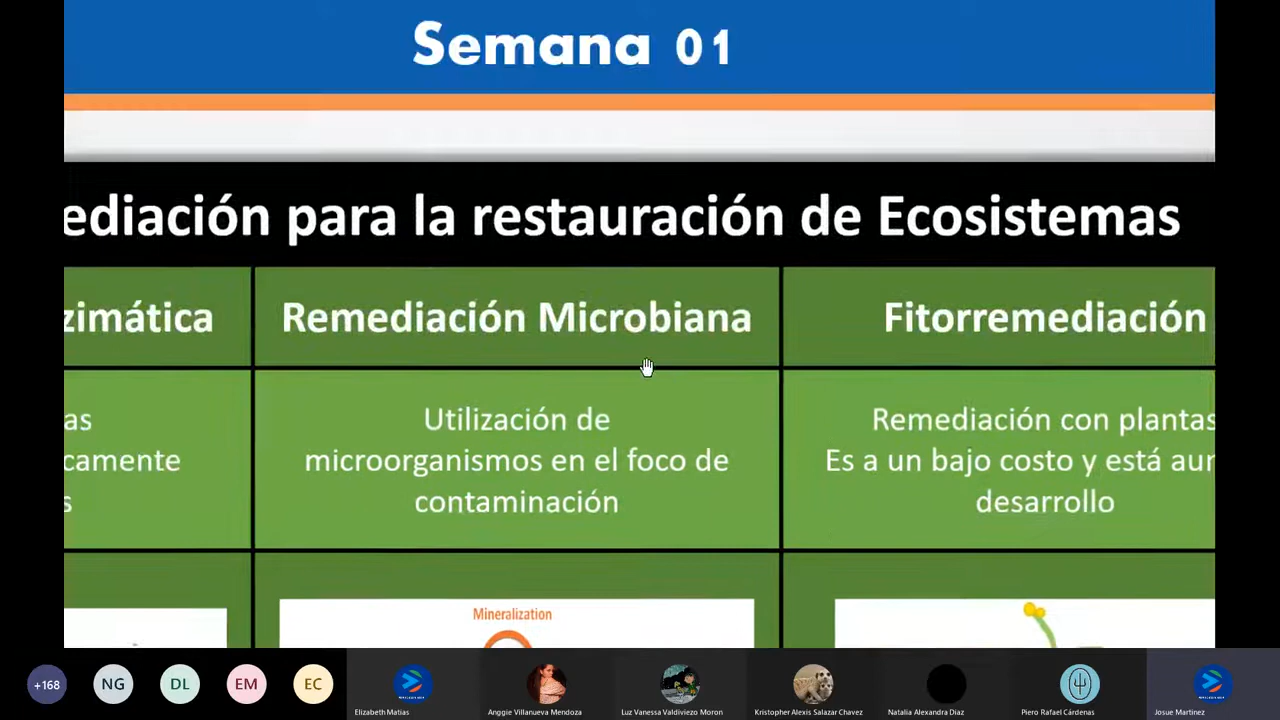 Semana 01
ediación para la restauración de Ecosistemas
zimática
Remediación Microbiana
Fitorremediación
as
camente
s
Utilización de
microorganismos en el foco de
contaminación
Remediación con plantas
Es a un bajo costo y está aun
desarrollo
Mineralization
+168
NG
DL
EM
EC
Elizabeth Matias
Anggie Villanueva Mendoza
Luz Vanessa Valdiviezo Moron
Kristopher Alexis Salazar Chavez
Natalia Alexandra Diaz
Piero Rafael Cárdenas
Josue Martinez